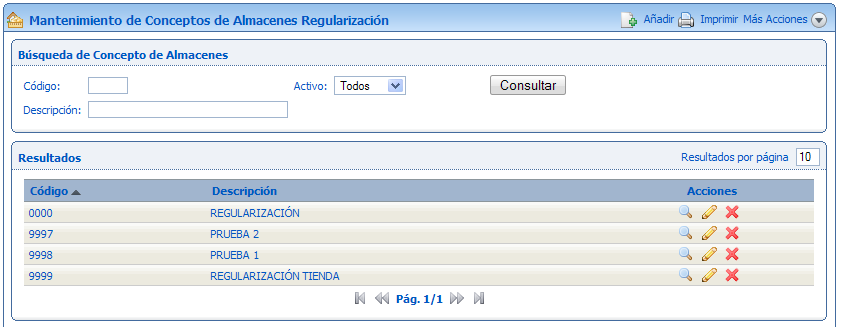 Mantenimiento de Conceptos de Almacenes Regularización Añadir Imprimir Más Acciones
Búsqueda de Concepto de Almacenes
Código: Activo: Todos Consultar
Descripción:
Resultados Resultados por página 10
Código Descripción Acciones
0000 REGULARIZACIÓN
9997 PRUEBA 2
9998 PRUEBA 1
9999 REGULARIZACIÓN TIENDA
Pág. 1/1